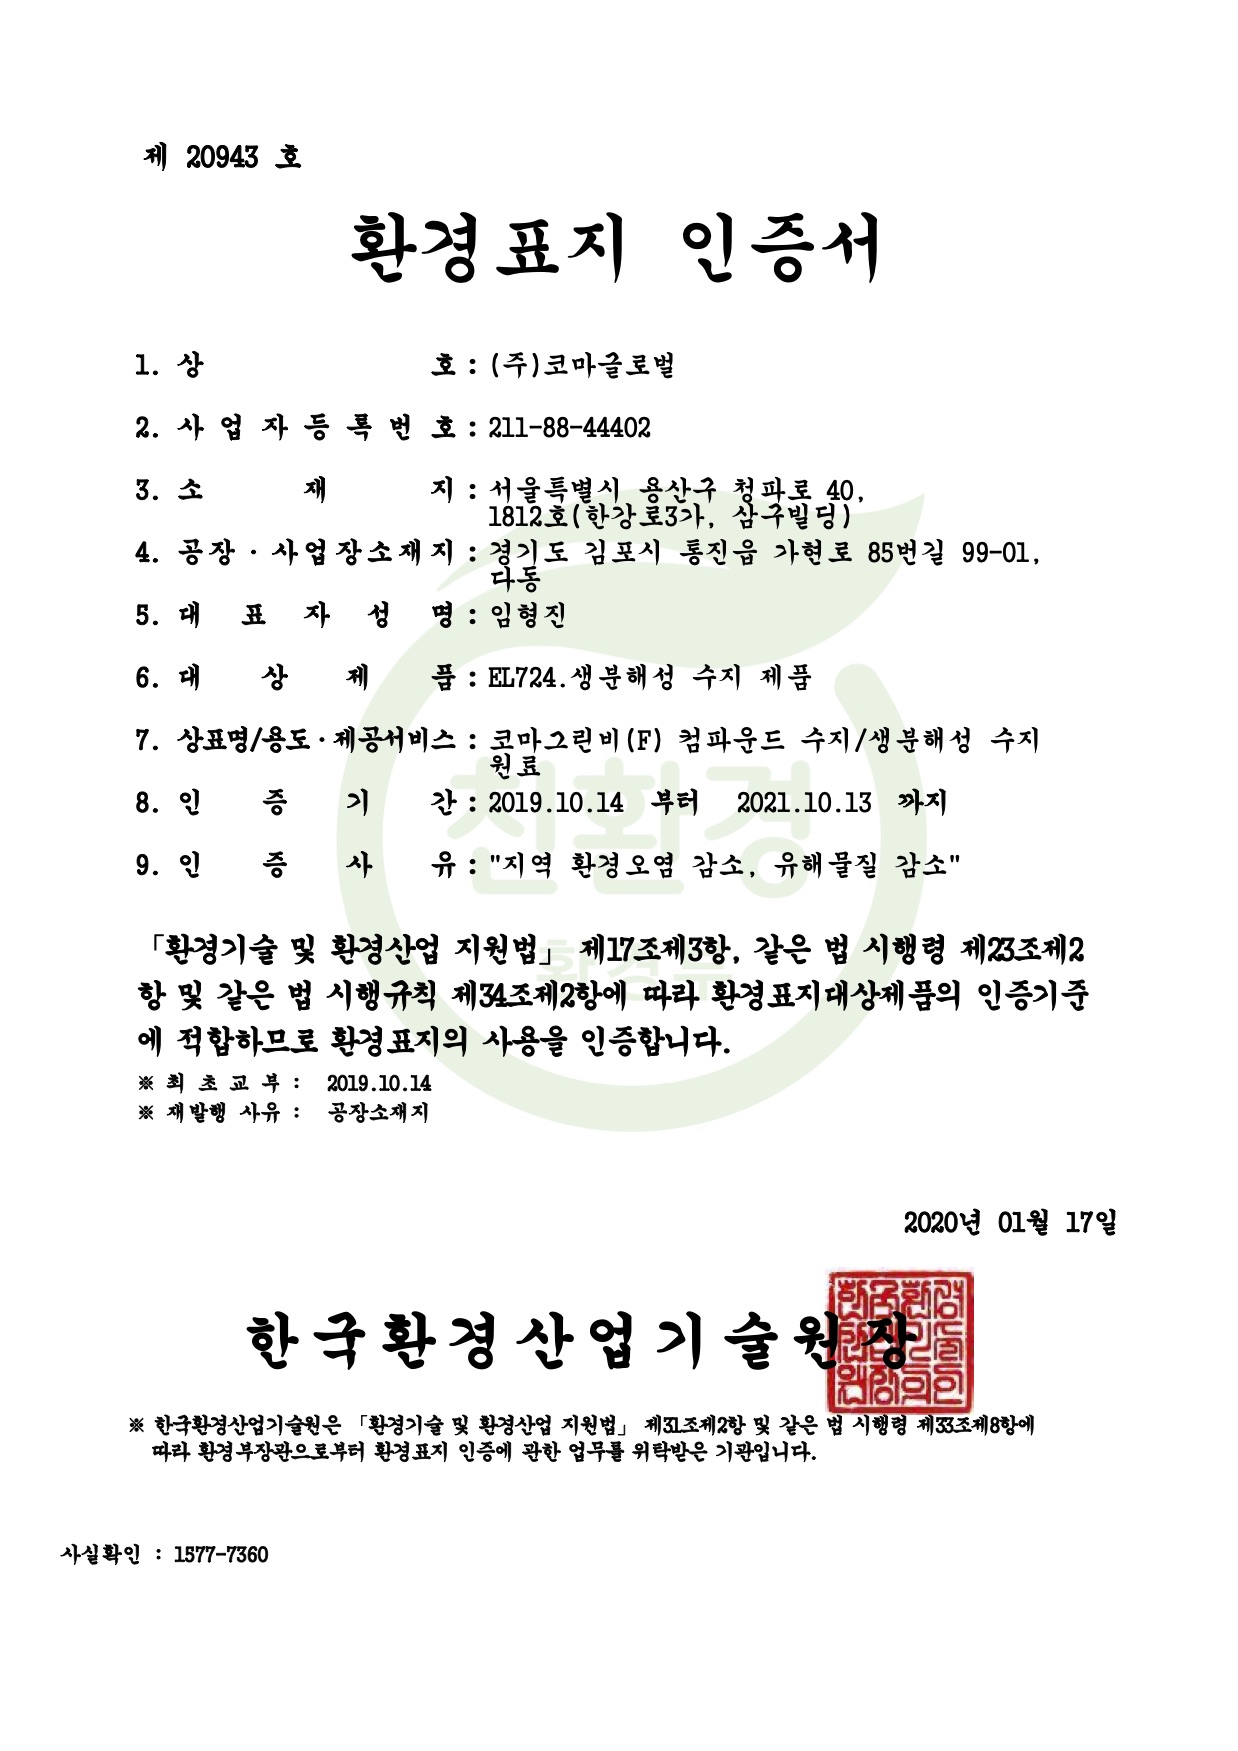 제 20943 호
환경표지 인증서
1. 상 호 : (주)코마글로벌
2. 사 업 자 등 록 번 호 : 211-88-44402
3. 소 재 지 : 서울특별시 용산구 청파로 40,
1812호(한강로3가, 삼구빌딩)
4. 공장 · 사업장소재지 : 경기도 김포시 통진읍 가현로 85번길 99-01,
다동
5. 대 표 자 성 명 : 임형진
6. 대 상 제 품 : EL724.생분해성 수지 제품
7. 상표명/용도 · 제공서비스 : 코마그린비(F) 컴파운드 수지/생분해성 수지
원료
친환경
8. 인 증 기 간 : 2019.10.14 부터 2021.10.13 까지
9. 인 증 사 유 : "지역 환경오염 감소, 유해물질 감소"
환경부
「환경기술 및 환경산업 지원법」 제17조제3항, 같은 법 시행령 제23조제2
항 및 같은 법 시행규칙 제34조제2항에 따라 환경표지대상제품의 인증기준
에 적합하므로 환경표지의 사용을 인증합니다.
※ 최 초 교 부 : 2019.10.14
※ 재발행 사유 : 공장소재지
2020년 01월 17일
한국환경산업기술원장
※ 한국환경산업기술원은 「환경기술 및 환경산업 지원법」 제31조제2항 및 같은 법 시행령 제33조제8항에
따라 환경부장관으로부터 환경표지 인증에 관한 업무를 위탁받은 기관입니다.
사실확인 : 1577-7360